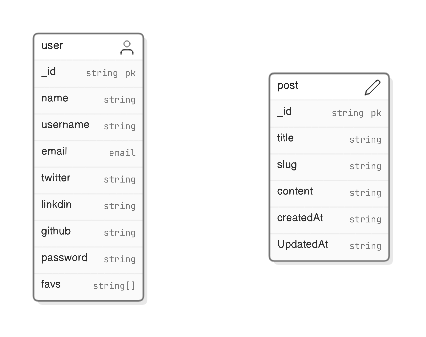 user
_id string pk
name string
username string
email email
twitter string
linkdin string
github string
password string
favs string[]
post
_id string pk
title string
slug string
content string
createdAt string
UpdatedAt string